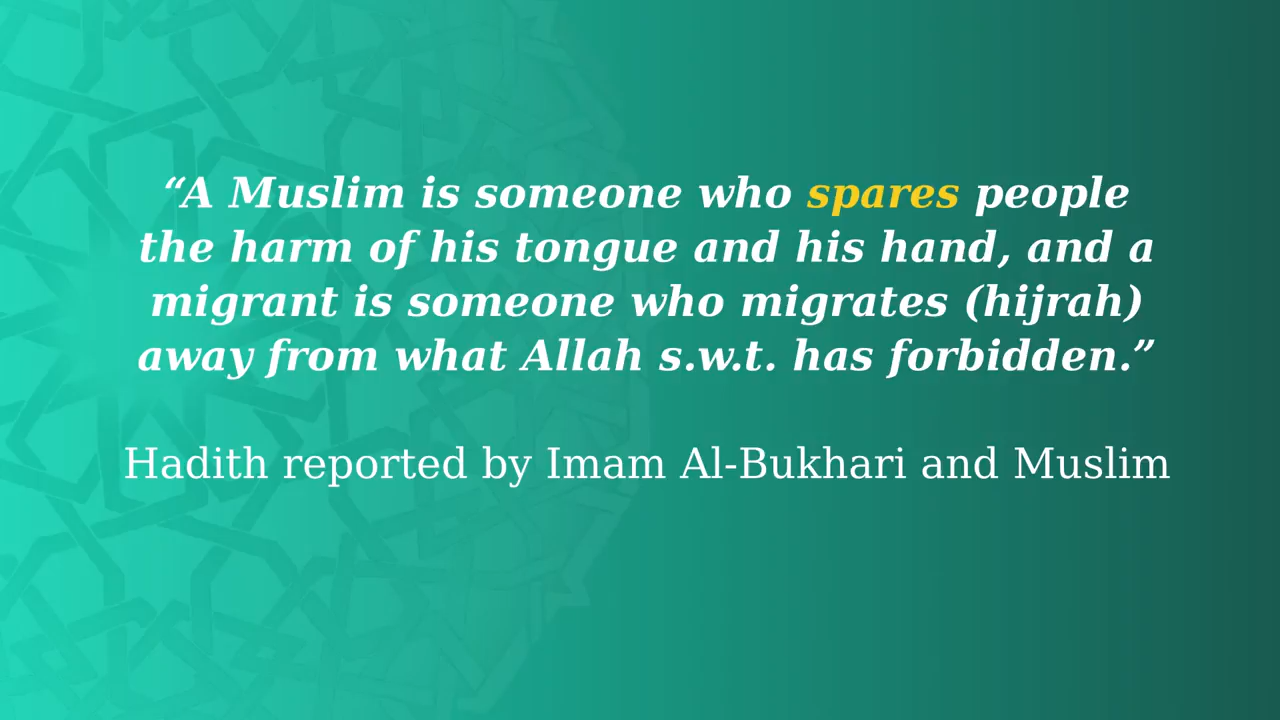 “A Muslim is someone who spares people
the harm of his tongue and his hand, and a
migrant is someone who migrates (hijrah)
away from what Allah s.w.t. has forbidden.”
Hadith reported by Imam Al-Bukhari and Muslim